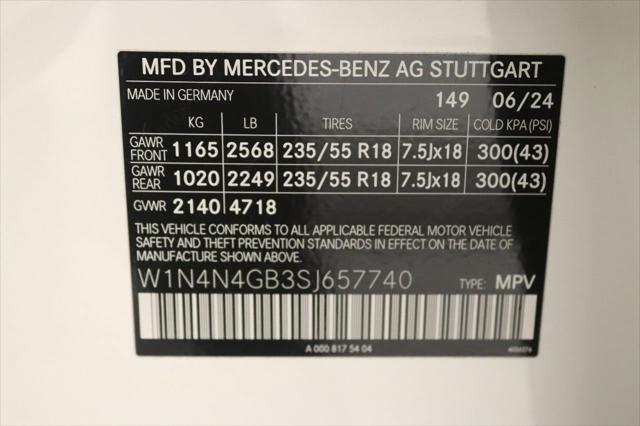 MFD BY MERCEDES-BENZ AG STUTTGART
MADE IN GERMANY 149 06/24
KG LB TIRES RIM SIZE COLD KPA (PSI)
GAWR FRONT 1165 2568 235/55 R18 7.5Jx18 300(43)
GAWR REAR 1020 2249 235/55 R18 7.5Jx18 300(43)
GVWR 2140 4718
THIS VEHICLE CONFORMS TO ALL APPLICABLE FEDERAL MOTOR VEHICLE
SAFETY AND THEFT PREVENTION STANDARDS IN EFFECT ON THE DATE OF
MANUFACTURE SHOWN ABOVE.
W1N4N4GB3SJ657740 TYPE: MPV
A 000 817 54 04